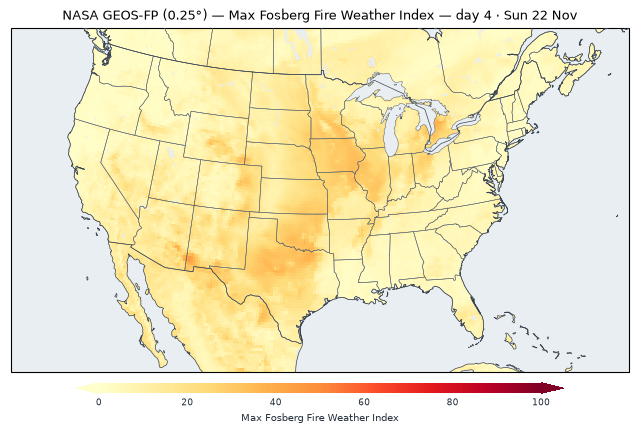 NASA GEOS-FP (0.25°) — Max Fosberg Fire Weather Index — day 4 · Sun 22 Nov
0 20 40 60 80 100
Max Fosberg Fire Weather Index